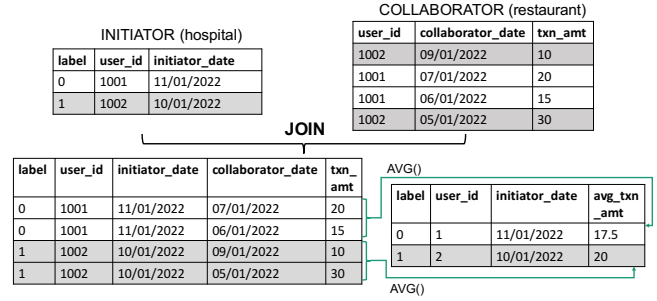 COLLABORATOR (restaurant)
INITIATOR (hospital)
user_id collaborator_date txn_amt
1002 09/01/2022 10
1001 07/01/2022 20
1001 06/01/2022 15
1002 05/01/2022 30
label user_id initiator_date
0 1001 11/01/2022
1 1002 10/01/2022
JOIN
label user_id initiator_date collaborator_date txn_
amt
0 1001 11/01/2022 07/01/2022 20
0 1001 11/01/2022 06/01/2022 15
1 1002 10/01/2022 09/01/2022 10
1 1002 10/01/2022 05/01/2022 30
AVG()
label user_id initiator_date avg_txn
_amt
0 1 11/01/2022 17.5
1 2 10/01/2022 20
AVG()